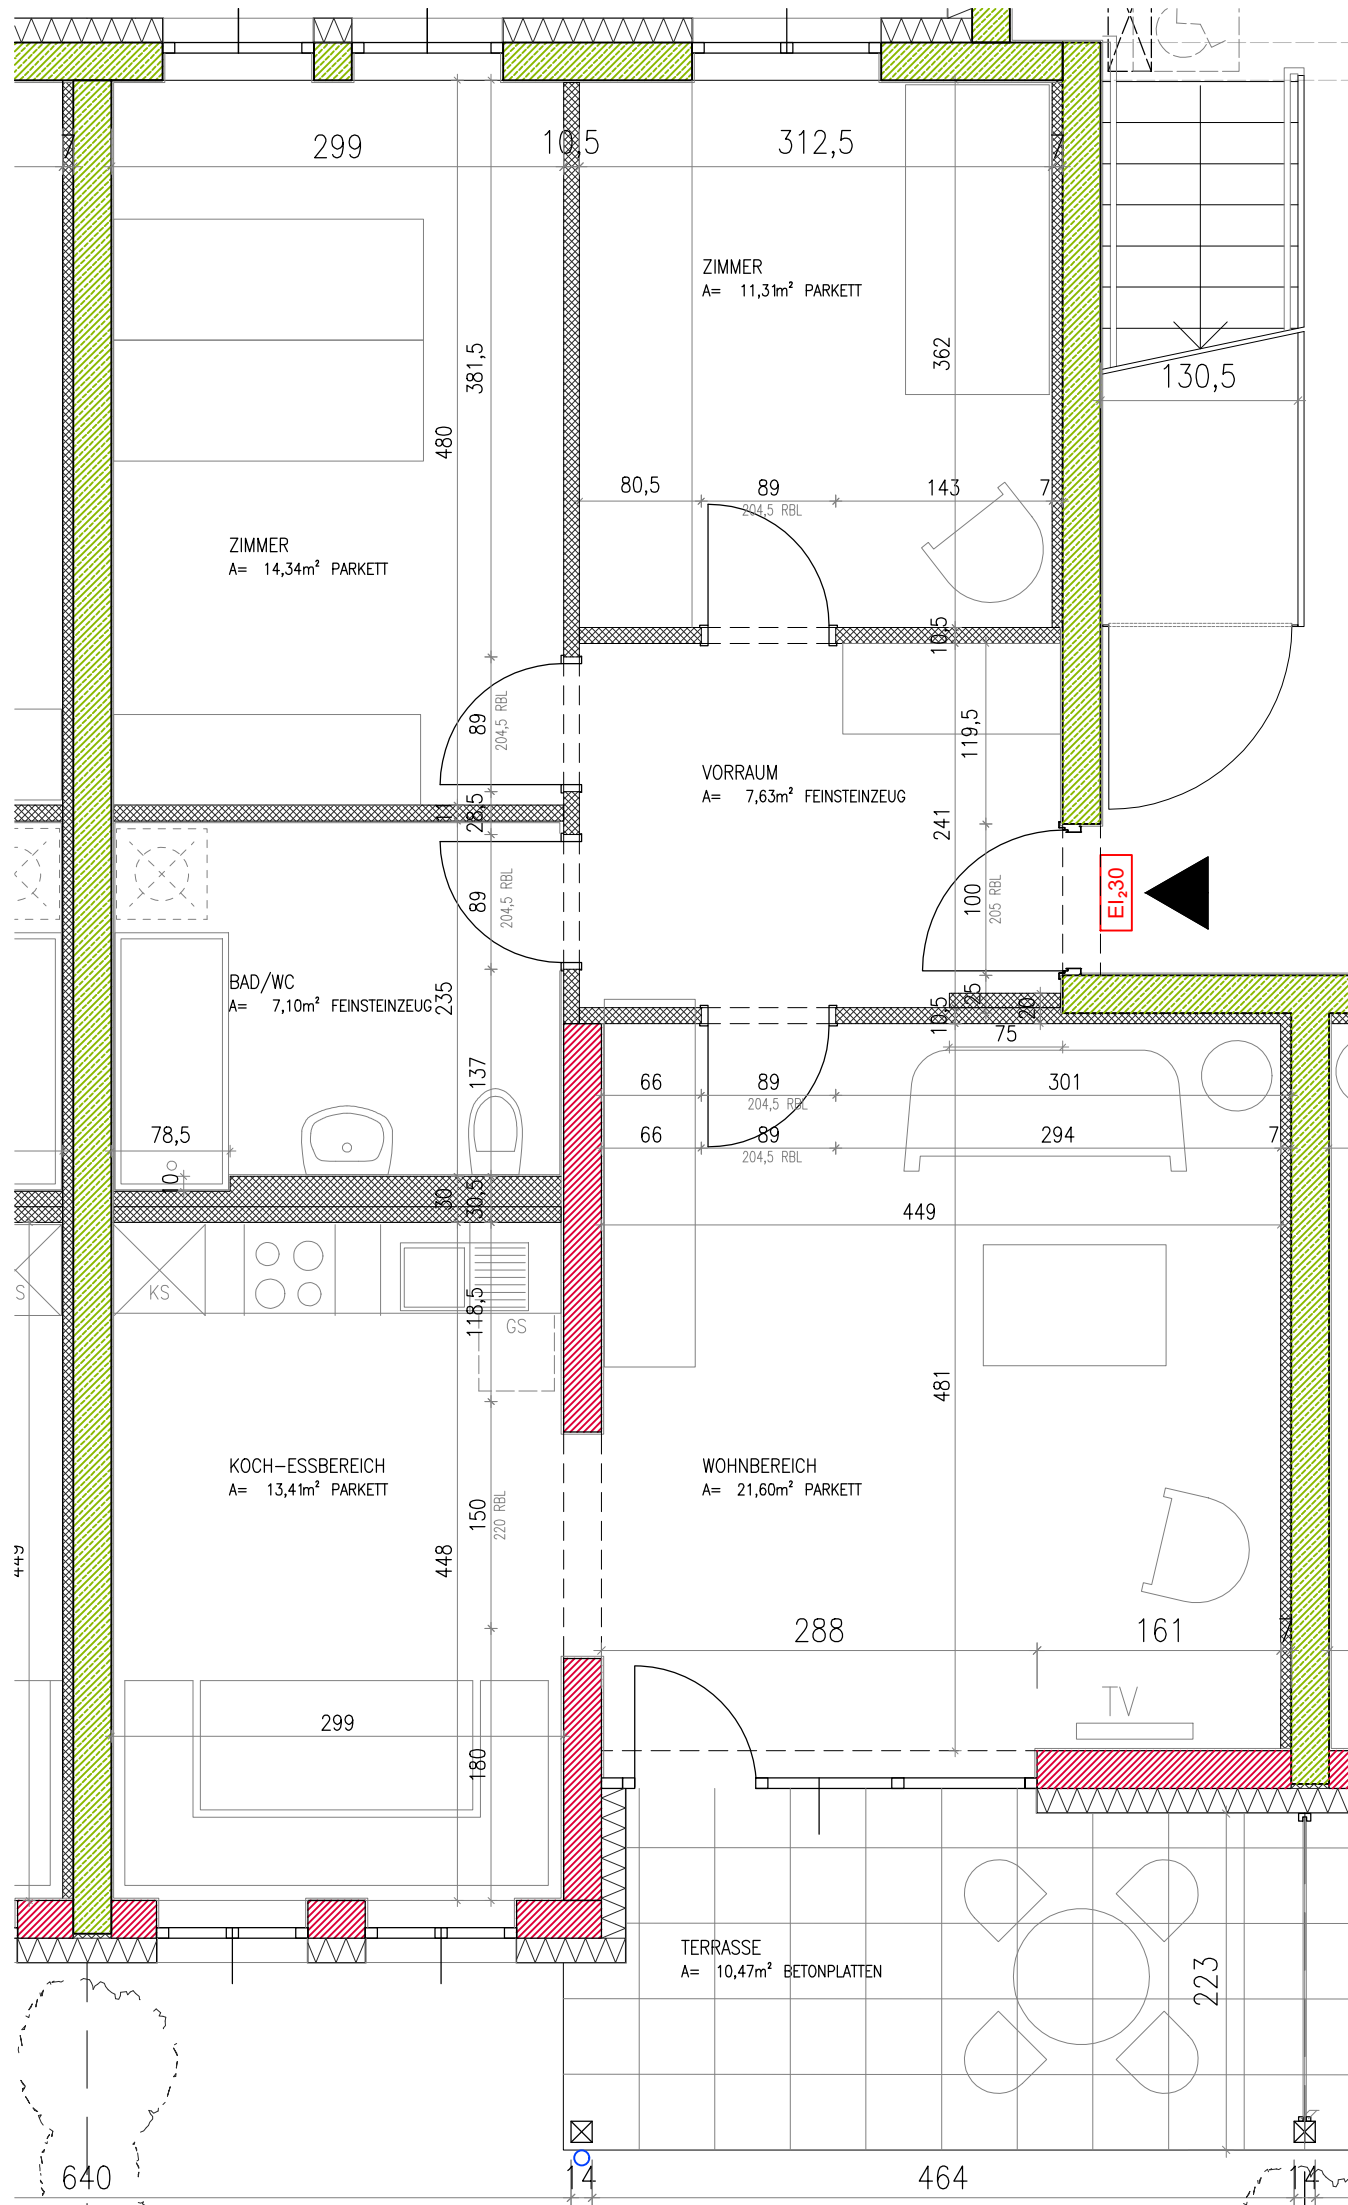 7
299
10,5
312,5
7
ZIMMER
A= 11,31m² PARKETT
381,5
362
130,5
480
80,5
89
143
7
204,5 RBL
ZIMMER
A= 14,34m² PARKETT
10,5
89
204,5 RBL
119,5
VORRAUM
A= 7,63m² FEINSTEINZEUG
11
28,5
241
89
204,5 RBL
100
205 RBL
EI₂30
BAD/WC
A= 7,10m² FEINSTEINZEUG
235
10,5
25
20
75
137
66
89
301
204,5 RBL
78,5
66
89
294
7
204,5 RBL
10
30
30,5
449
S
KS
118,5
GS
481
KOCH-ESSBEREICH
A= 13,41m² PARKETT
WOHNBEREICH
A= 21,60m² PARKETT
150
220 RBL
449
448
288
161
7
TV
299
180
TERRASSE
A= 10,47m² BETONPLATTEN
223
640
14
464
14